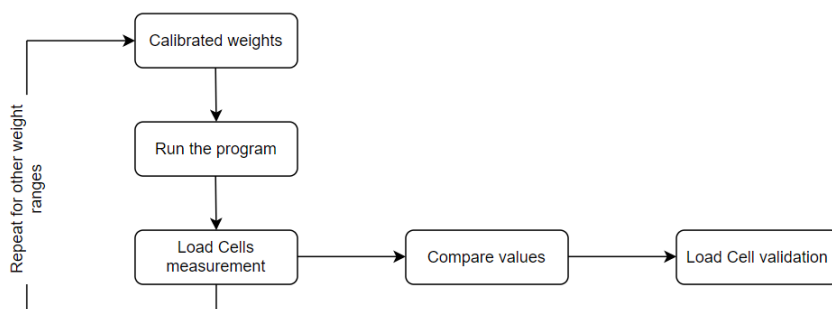 Calibrated weights
Run the program
Repeat for other weight
ranges
Load Cells
measurement
Compare values
Load Cell validation